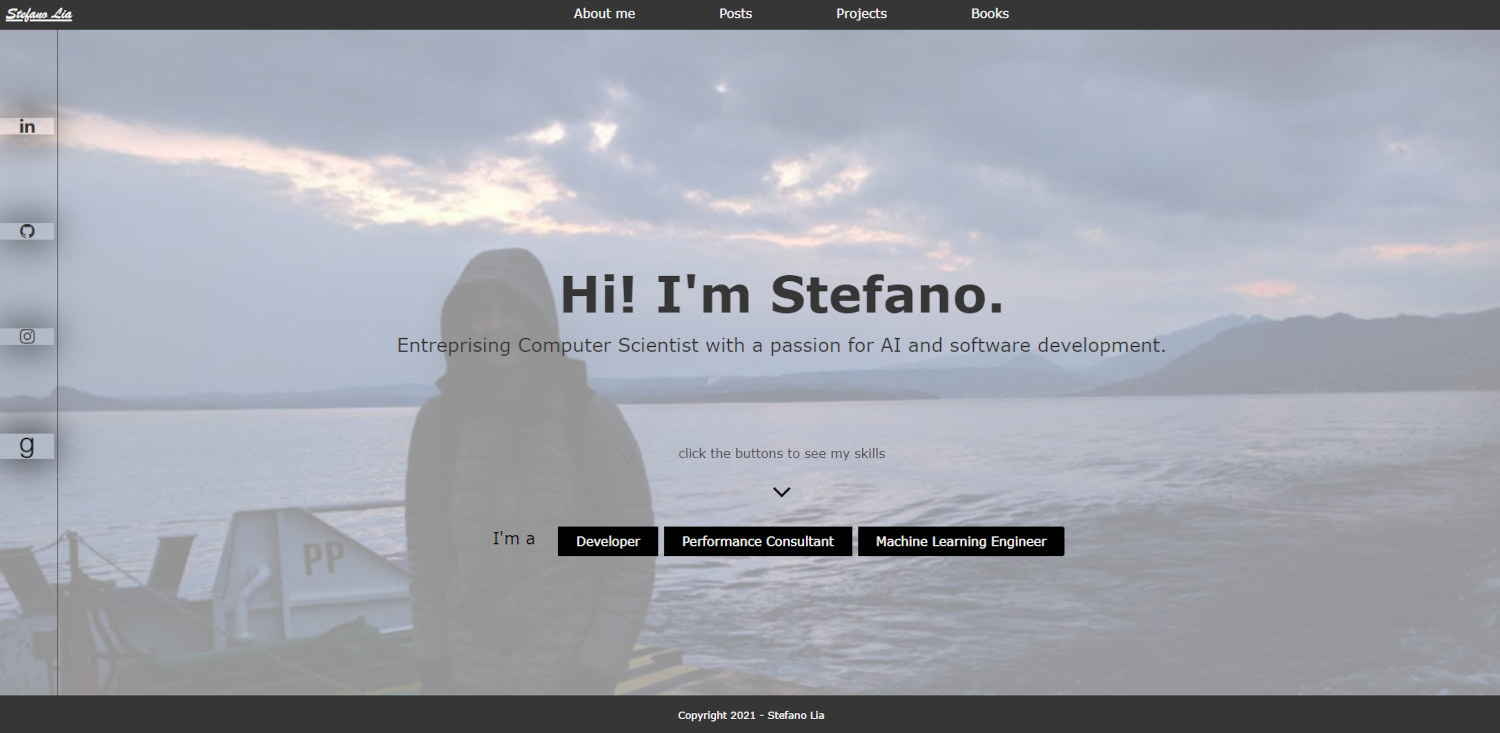 Stefano Lia
About me Posts Projects Books
in
Hi! I'm Stefano.
Entreprising Computer Scientist with a passion for AI and software development.
g
click the buttons to see my skills
PP
I'm a Developer Performance Consultant Machine Learning Engineer
Copyright 2021 - Stefano Lia